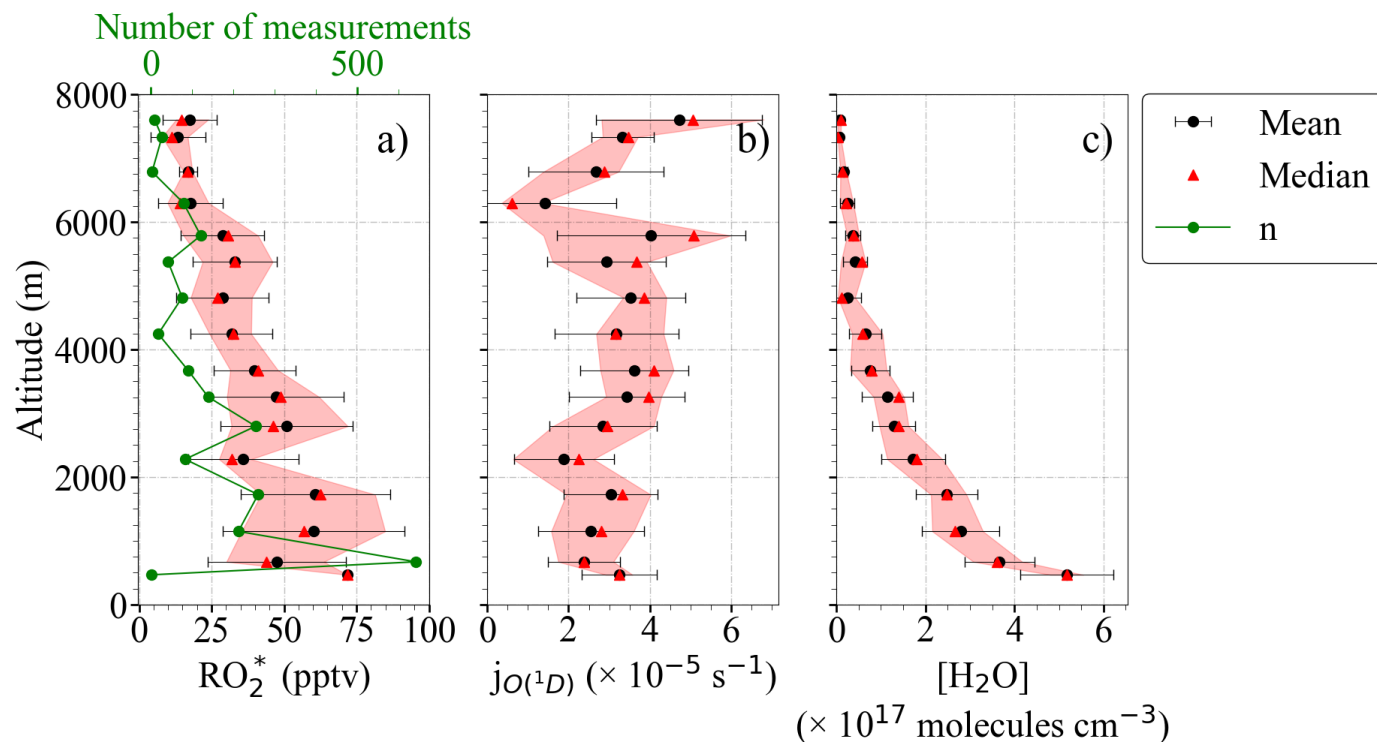 Number of measurements
0 500
8000
6000
4000
2000
0
Altitude (m)
a)
b)
c)
0 25 50 75 100
0 2 4 6
0 2 4 6
RO₂* (pptv)
j_O(¹D) (× 10⁻⁵ s⁻¹)
[H₂O]
(× 10¹⁷ molecules cm⁻³)
Mean
Median
n